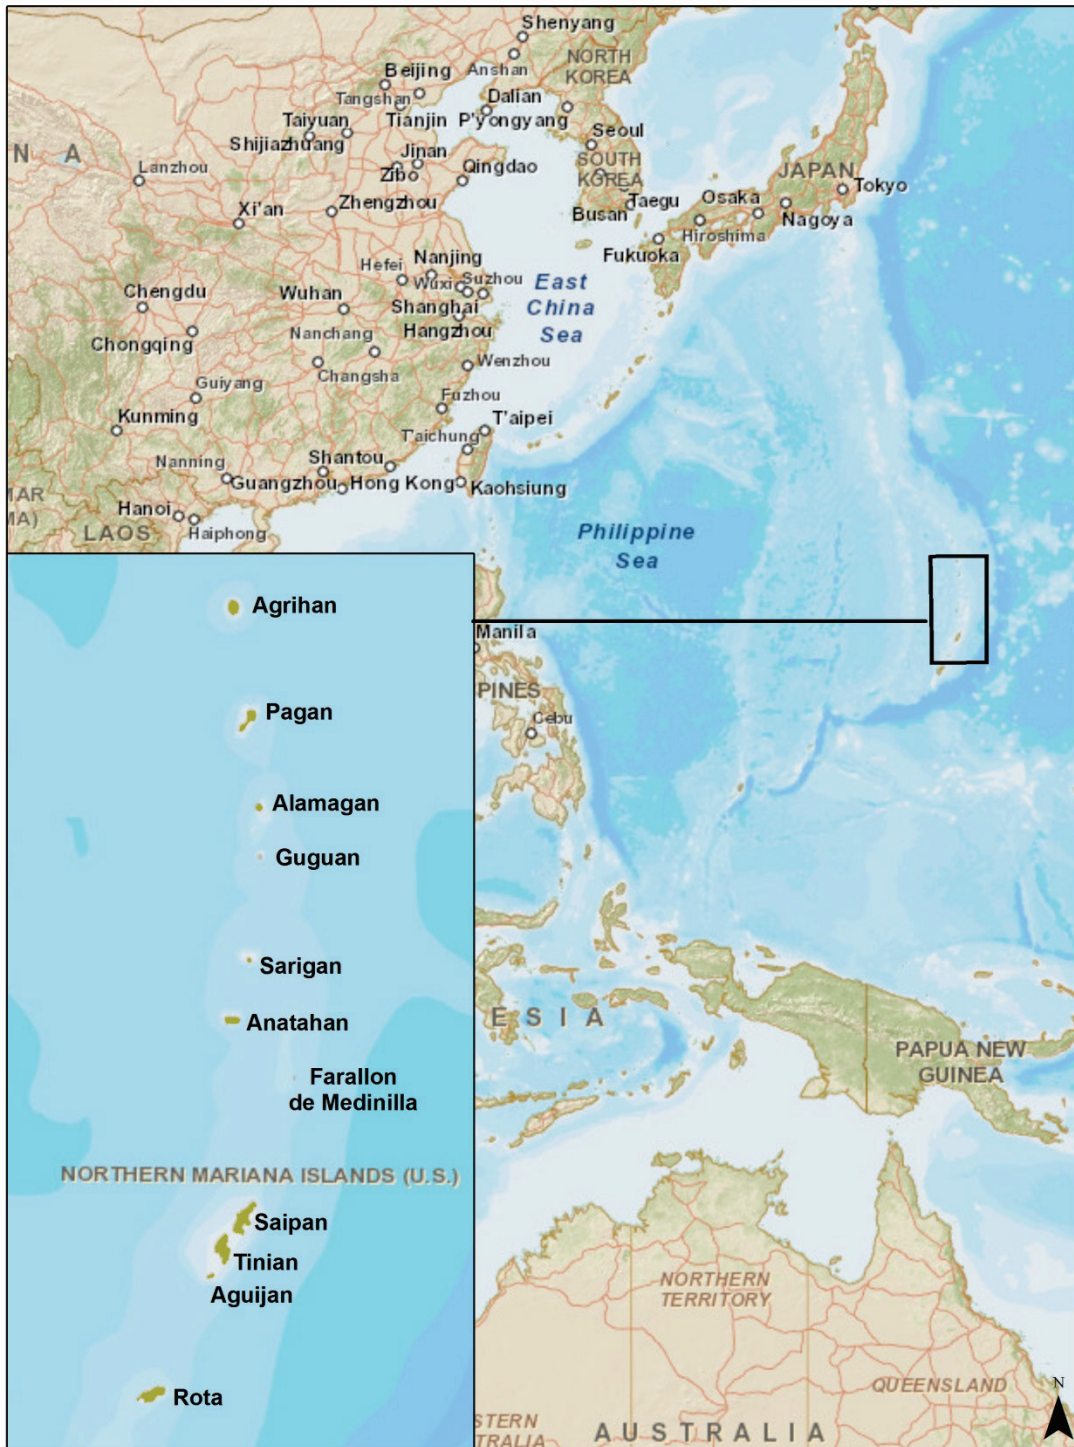 Shenyang
NORTH
KOREA
Anshan
Beijing
Tangshan
Dalian
Tianjin
P'yongyang
Taiyuan
Shijiazhuang
Seoul
Jinan
SOUTH
KOREA
JAPAN
N A
Lanzhou
Zibo
Qingdao
Tokyo
Taegu
Osaka
Xi'an
Zhengzhou
Busan
Nagoya
Hiroshima
Fukuoka
Nanjing
Hefei
Wuxi
Suzhou
East
China
Sea
Chengdu
Wuhan
Shanghai
Hangzhou
Nanchang
Chongqing
Wenzhou
Changsha
Guiyang
Fuzhou
Kunming
T'aipei
T'aichung
Nanning
Shantou
Guangzhou
Hong Kong
Kaohsiung
MAR
MA)
Hanoi
LAOS
Haiphong
Philippine
Sea
Manila
PINES
Cebu
Agrihan
Pagan
Alamagan
Guguan
Sarigan
Anatahan
Farallon
de Medinilla
NORTHERN MARIANA ISLANDS (U.S.)
Saipan
Tinian
Aguijan
Rota
ESIA
PAPUA NEW
GUINEA
NORTHERN
TERRITORY
QUEENSLAND
N
STERN
TRALIA
AUSTRALIA